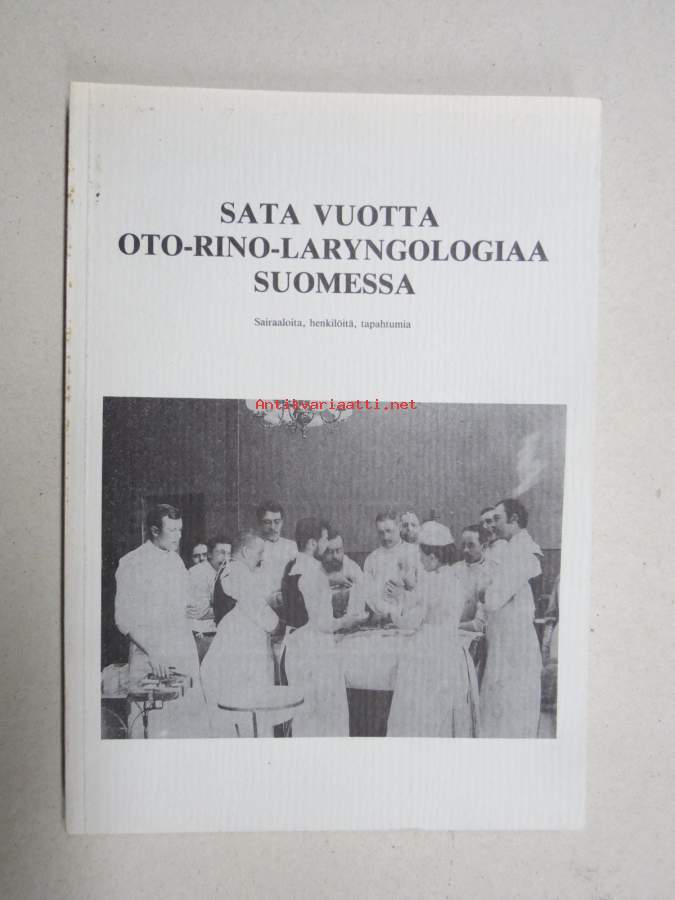 SATA VUOTTA
OTO-RINO-LARYNGOLOGIAA
SUOMESSA
Sairaaloita, henkilöitä, tapahtumia
Antikvariaatti.net